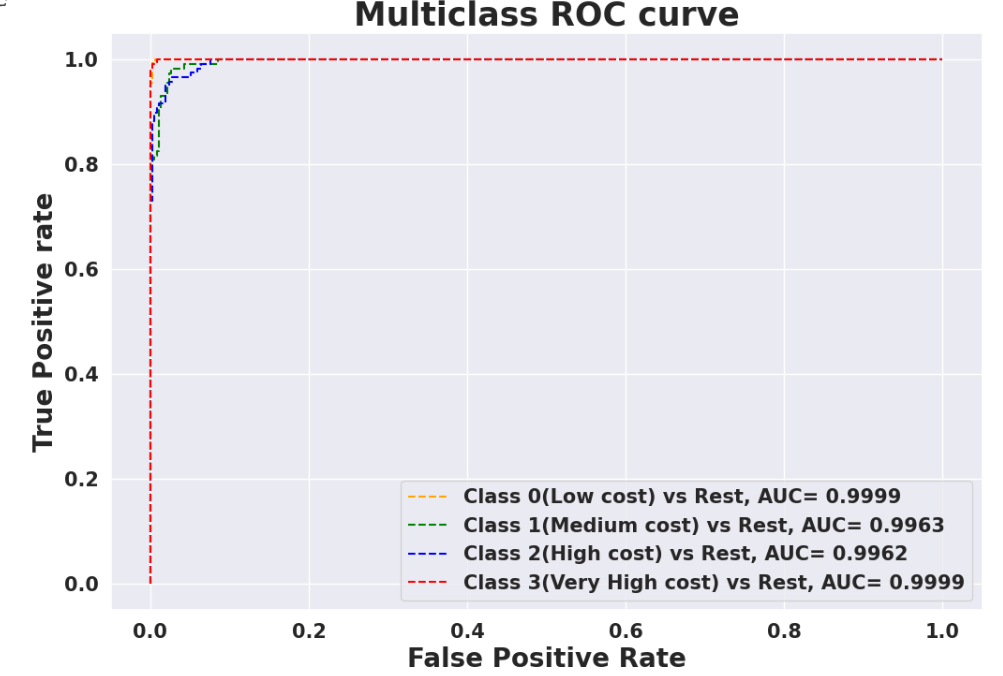 Multiclass ROC curve
True Positive rate
1.0
0.8
0.6
0.4
0.2
0.0
Class 0(Low cost) vs Rest, AUC= 0.9999
Class 1(Medium cost) vs Rest, AUC= 0.9963
Class 2(High cost) vs Rest, AUC= 0.9962
Class 3(Very High cost) vs Rest, AUC= 0.9999
0.0 0.2 0.4 0.6 0.8 1.0
False Positive Rate